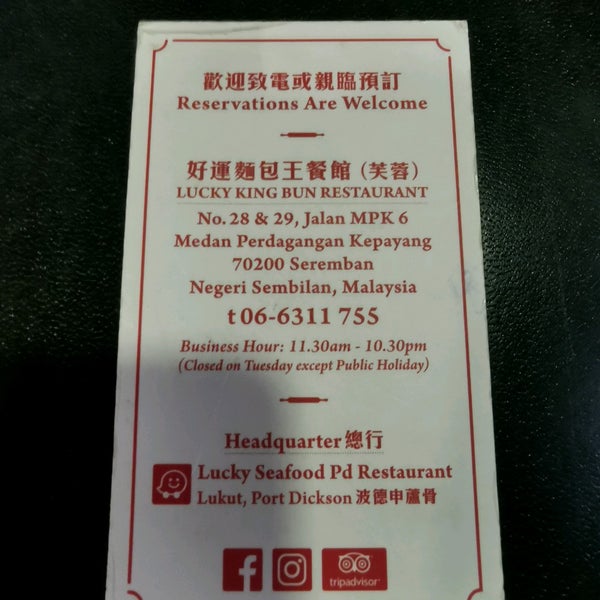 歡迎致電或親臨預訂
Reservations Are Welcome
好運麵包王餐館 (芙蓉)
LUCKY KING BUN RESTAURANT
No. 28 & 29, Jalan MPK 6
Medan Perdagangan Kepayang
70200 Seremban
Negeri Sembilan, Malaysia
t 06-6311 755
Business Hour: 11.30am - 10.30pm
(Closed on Tuesday except Public Holiday)
Headquarter 總行
Lucky Seafood Pd Restaurant
Lukut, Port Dickson 波德申蘆骨
tripadvisor